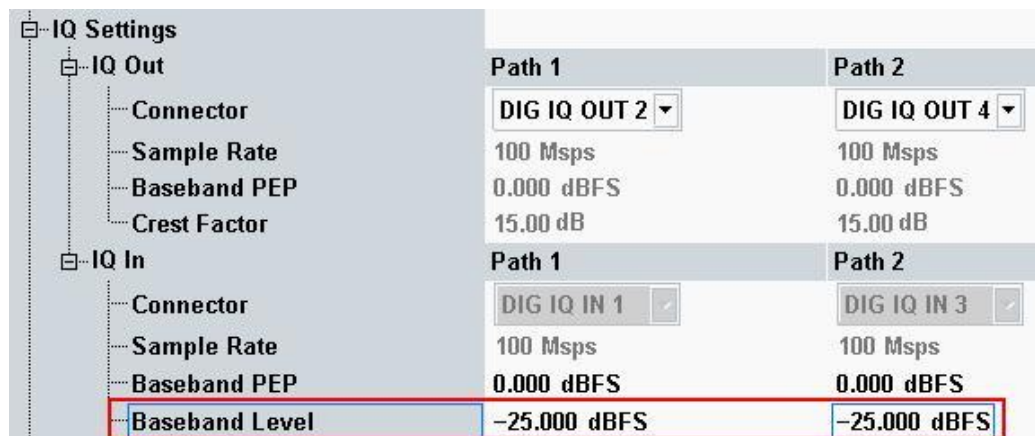 IQ Settings
IQ Out Path 1 Path 2
Connector DIG IQ OUT 2 DIG IQ OUT 4
Sample Rate 100 Msps 100 Msps
Baseband PEP 0.000 dBFS 0.000 dBFS
Crest Factor 15.00 dB 15.00 dB
IQ In Path 1 Path 2
Connector DIG IQ IN 1 DIG IQ IN 3
Sample Rate 100 Msps 100 Msps
Baseband PEP 0.000 dBFS 0.000 dBFS
Baseband Level -25.000 dBFS -25.000 dBFS